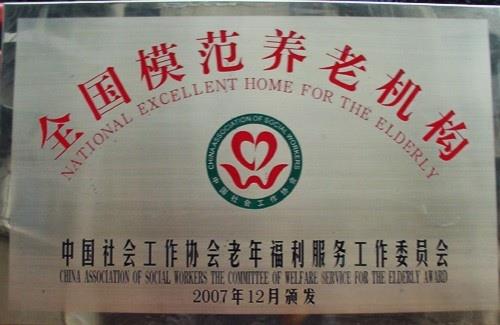 全国模范养老机构
NATIONAL EXCELLENT HOME FOR THE ELDERLY
CHINA ASSOCIATION OF SOCIAL WORKERS
中国社会工作协会
中国社会工作协会老年福利服务工作委员会
CHINA ASSOCIATION OF SOCIAL WORKERS THE COMMITTEE OF WELFARE SERVICE FOR THE ELDERLY AWARD
2007年12月颁发